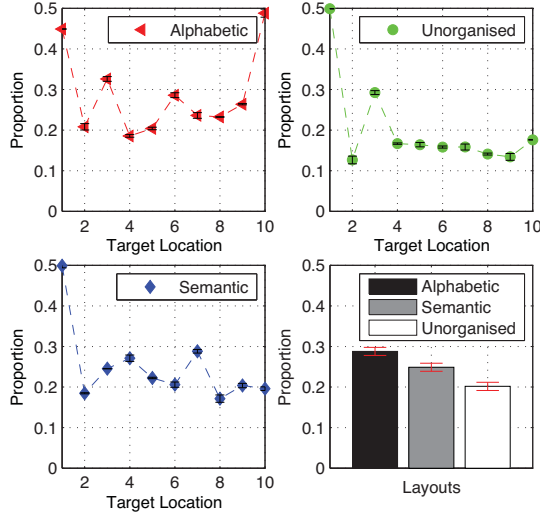 0.5
0.4
0.3
0.2
0.1
0
Proportion
2 4 6 8 10
Target Location
Alphabetic
0.5
0.4
0.3
0.2
0.1
0
Proportion
2 4 6 8 10
Target Location
Unorganised
0.5
0.4
0.3
0.2
0.1
0
Proportion
2 4 6 8 10
Target Location
Semantic
0.5
0.4
0.3
0.2
0.1
0
Proportion
Layouts
Alphabetic
Semantic
Unorganised